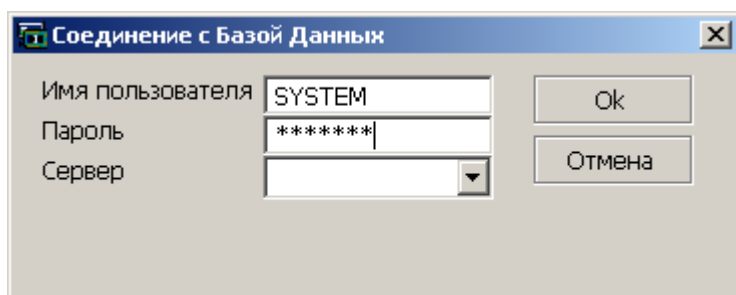 Соединение с Базой Данных
Имя пользователя SYSTEM Ok
Пароль *******
Сервер Отмена